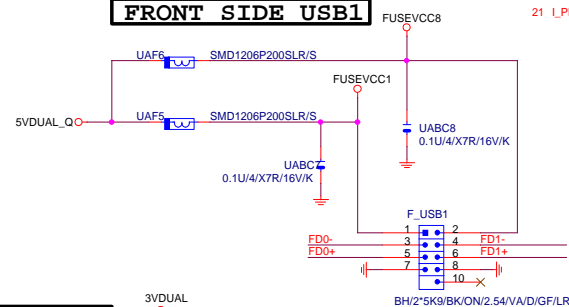 FRONT SIDE USB1
FUSEVCC8
UAF6
SMD1206P200SLR/S
FUSEVCC1
5VDUAL_Q
UAF5
SMD1206P200SLR/S
UABC8
0.1U/4/X7R/16V/K
UABC7
0.1U/4/X7R/16V/K
F_USB1
1 2
FD0- 3 4 FD1-
FD0+ 5 6 FD1+
7 8
10
BH/2*5K9/BK/ON/2.54/VA/D/GF/LR
3VDUAL
21